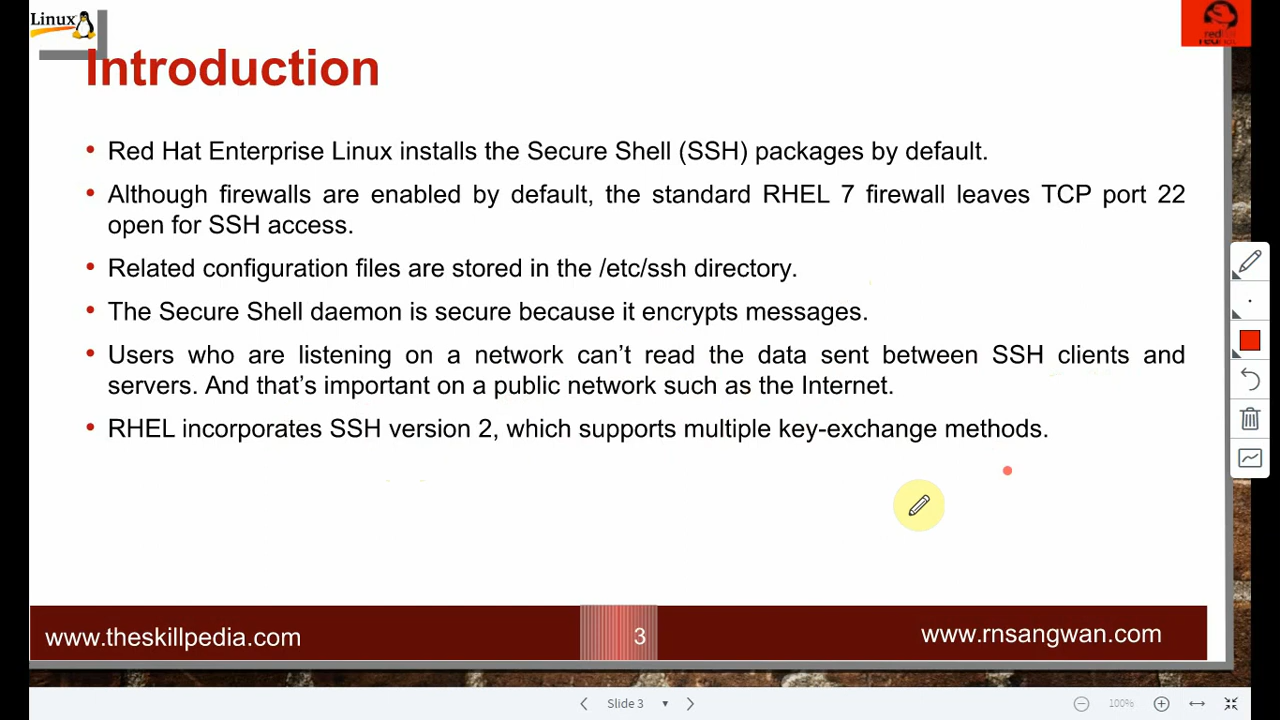 Linux
Introduction
• Red Hat Enterprise Linux installs the Secure Shell (SSH) packages by default.
• Although firewalls are enabled by default, the standard RHEL 7 firewall leaves TCP port 22
open for SSH access.
• Related configuration files are stored in the /etc/ssh directory.
• The Secure Shell daemon is secure because it encrypts messages.
• Users who are listening on a network can’t read the data sent between SSH clients and
servers. And that’s important on a public network such as the Internet.
• RHEL incorporates SSH version 2, which supports multiple key-exchange methods.
www.theskillpedia.com
3
www.rnsangwan.com
Slide 3
100%